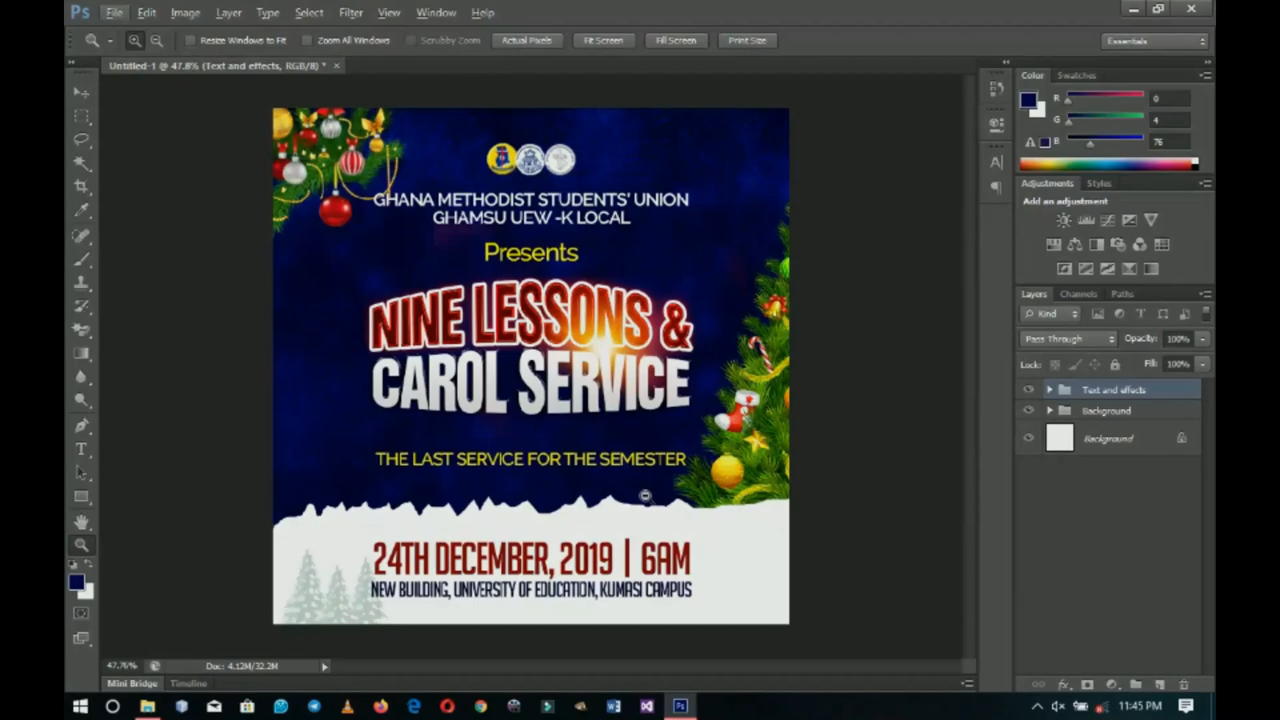 Ps File Edit Image Layer Type Select Filter View Window Help
Resize Windows to Fit Zoom All Windows Scrubby Zoom Actual Pixels Fit Screen Fill Screen Print Size Essentials
Untitled-1 @ 47.8% (Text and effects, RGB/8) * ×
Color Swatches
R 0
G 4
B 76
Adjustments Styles
Add an adjustment
Layers Channels Paths
Kind
Pass Through Opacity: 100%
Lock: Fill: 100%
Text and effects
Background
Background
GHANA METHODIST STUDENTS' UNION
GHAMSU UEW -K LOCAL
Presents
NINE LESSONS &
CAROL SERVICE
THE LAST SERVICE FOR THE SEMESTER
24TH DECEMBER, 2019 | 6AM
NEW BUILDING, UNIVERSITY OF EDUCATION, KUMASI CAMPUS
47.76% Doc: 4.12M/32.2M
Mini Bridge Timeline
11:45 PM